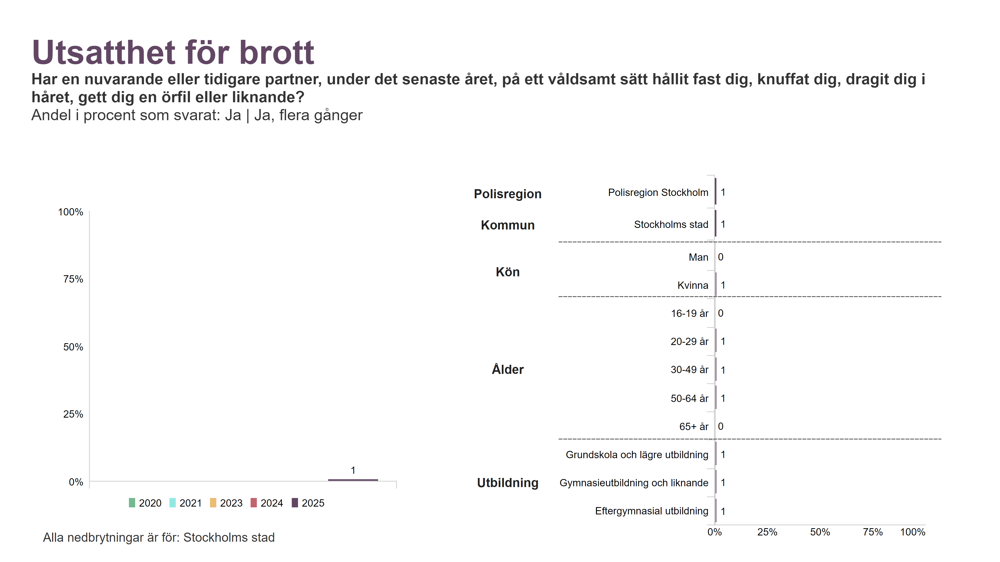 Utsatthet för brott
Har en nuvarande eller tidigare partner, under det senaste året, på ett våldsamt sätt hållit fast dig, knuffat dig, dragit dig i
håret, gett dig en örfil eller liknande?
Andel i procent som svarat: Ja | Ja, flera gånger
100%
75%
50%
25%
0%
1
2020 2021 2023 2024 2025
Alla nedbrytningar är för: Stockholms stad
Polisregion
Polisregion Stockholm 1
Kommun
Stockholms stad 1
Kön
Man 0
Kvinna 1
Ålder
16-19 år 0
20-29 år 1
30-49 år 1
50-64 år 1
65+ år 0
Utbildning
Grundskola och lägre utbildning 1
Gymnasieutbildning och liknande 1
Eftergymnasial utbildning 1
0% 25% 50% 75% 100%